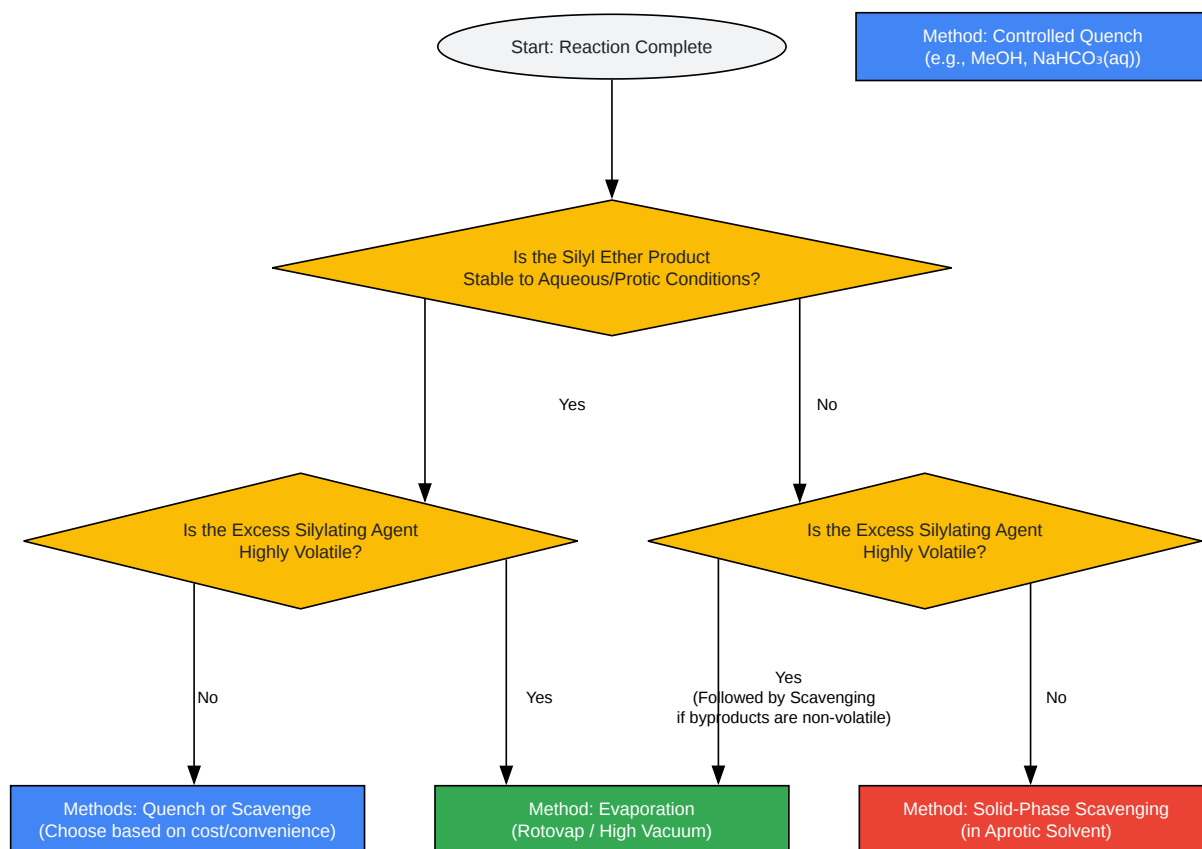 Start: Reaction Complete
Method: Controlled Quench
(e.g., MeOH, NaHCO₃(aq))
Is the Silyl Ether Product
Stable to Aqueous/Protic Conditions?
Yes
No
Is the Excess Silylating Agent
Highly Volatile?
Is the Excess Silylating Agent
Highly Volatile?
No
Yes
Yes
(Followed by Scavenging
if byproducts are non-volatile)
No
Methods: Quench or Scavenge
(Choose based on cost/convenience)
Method: Evaporation
(Rotovap / High Vacuum)
Method: Solid-Phase Scavenging
(in Aprotic Solvent)